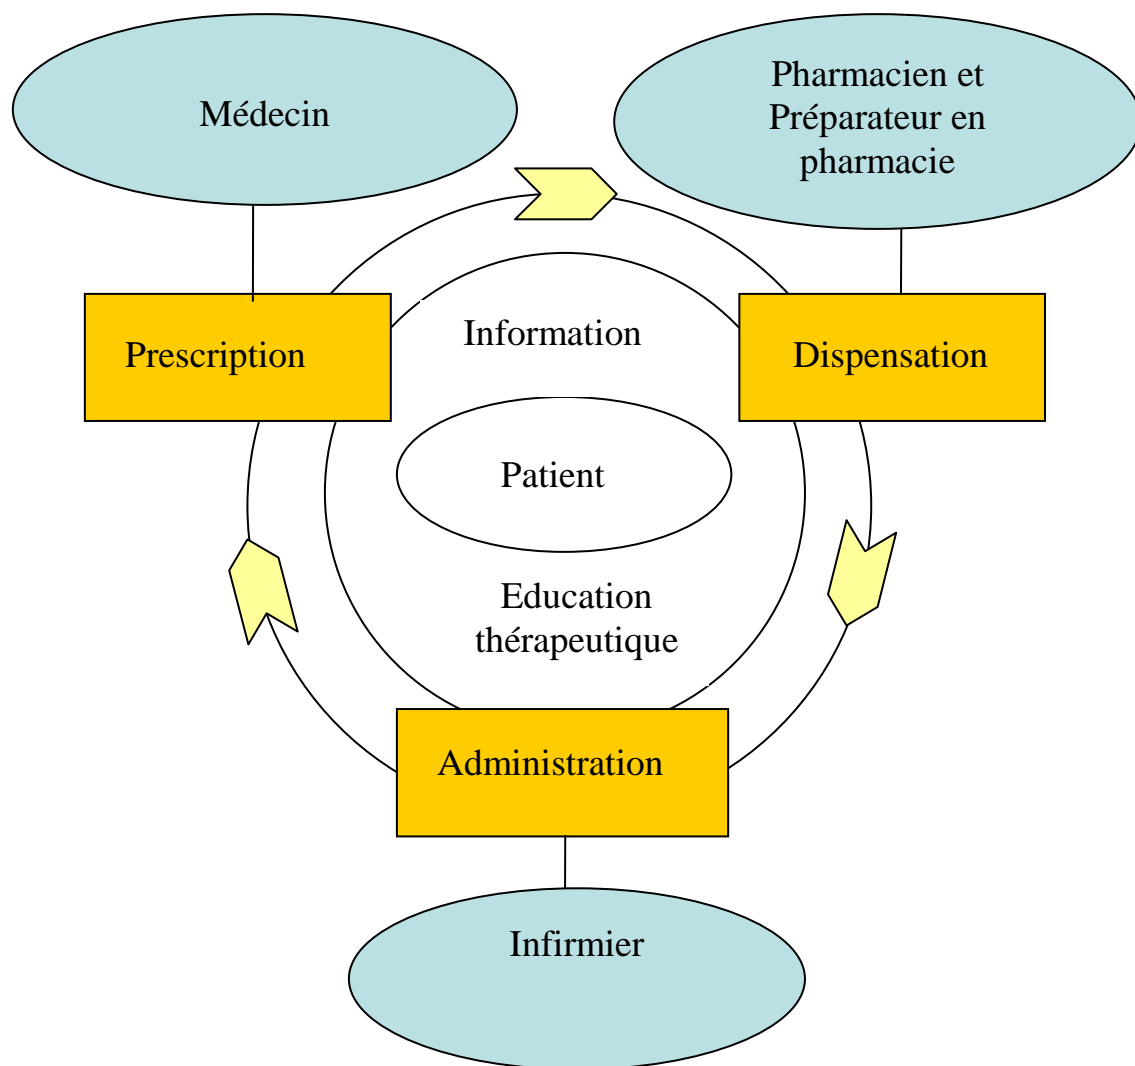 Médecin
Pharmacien et
Préparateur en
pharmacie
Information
Prescription
Dispensation
Patient
Education
thérapeutique
Administration
Infirmier